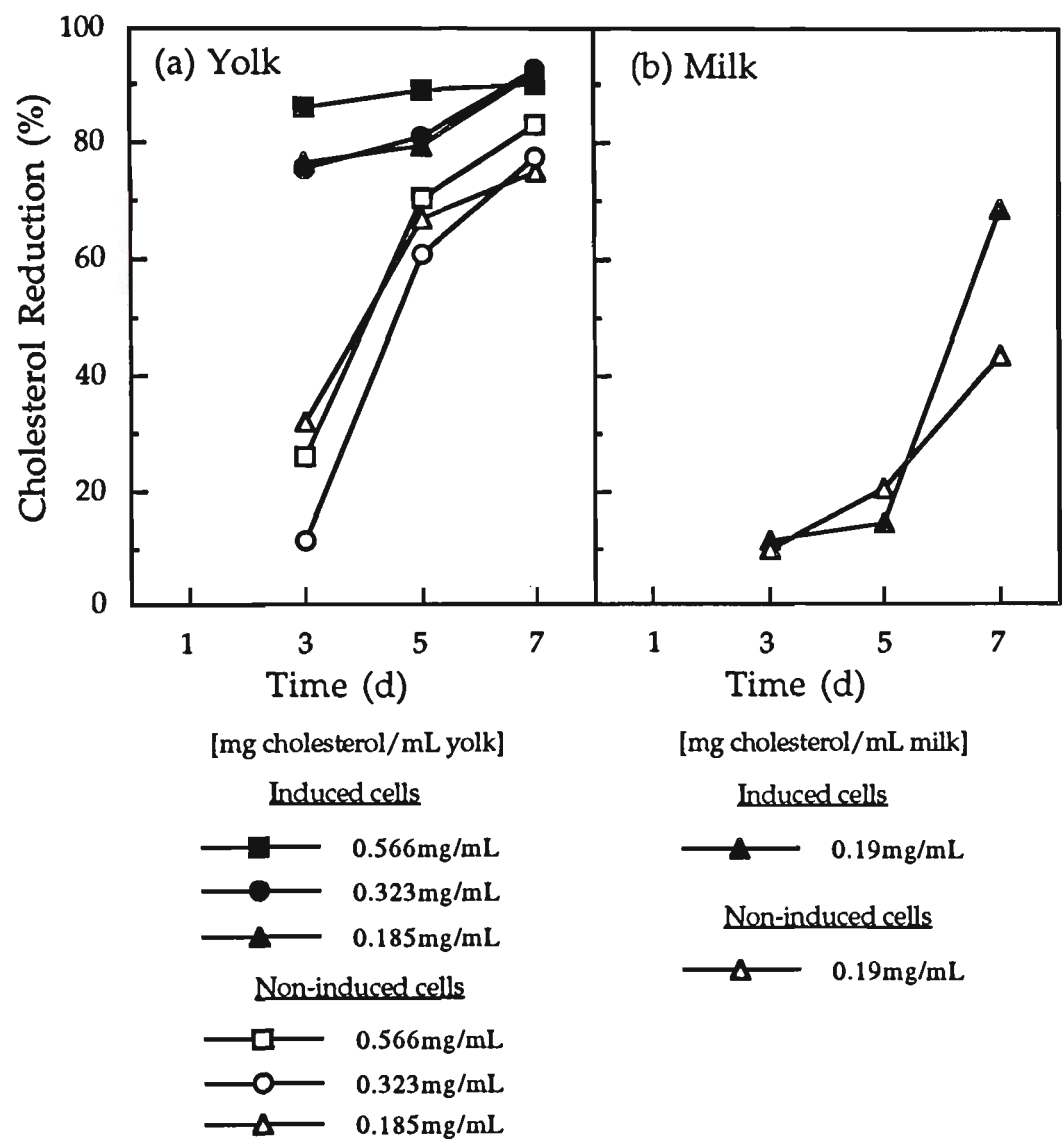 Cholesterol Reduction (%)
100
80
60
40
20
0
(a) Yolk
(b) Milk
1 3 5 7
1 3 5 7
Time (d)
Time (d)
[mg cholesterol/mL yolk]
Induced cells
0.566mg/mL
0.323mg/mL
0.185mg/mL
Non-induced cells
0.566mg/mL
0.323mg/mL
0.185mg/mL
[mg cholesterol/mL milk]
Induced cells
0.19mg/mL
Non-induced cells
0.19mg/mL